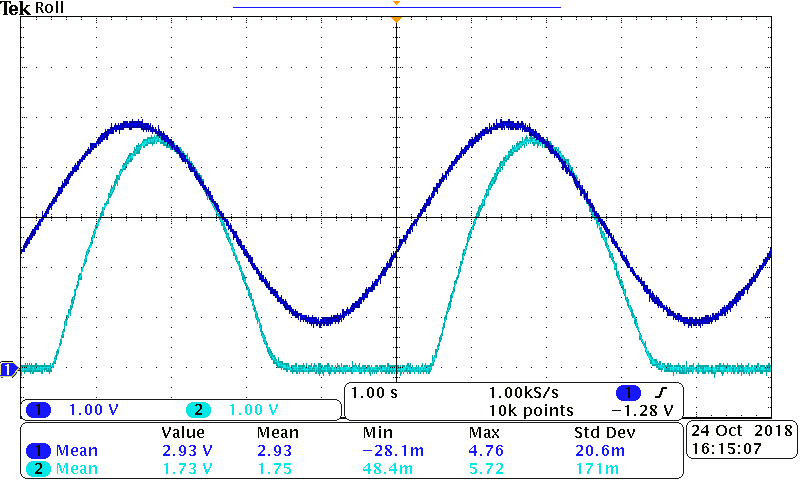 Tek Roll
1
1.00 s 1.00kS/s 1
1 1.00 V 2 1.00 V 10k points −1.28 V
Value Mean Min Max Std Dev
1 Mean 2.93 V 2.93 −28.1m 4.76 20.6m
2 Mean 1.73 V 1.75 48.4m 5.72 171m
24 Oct 2018
16:15:07